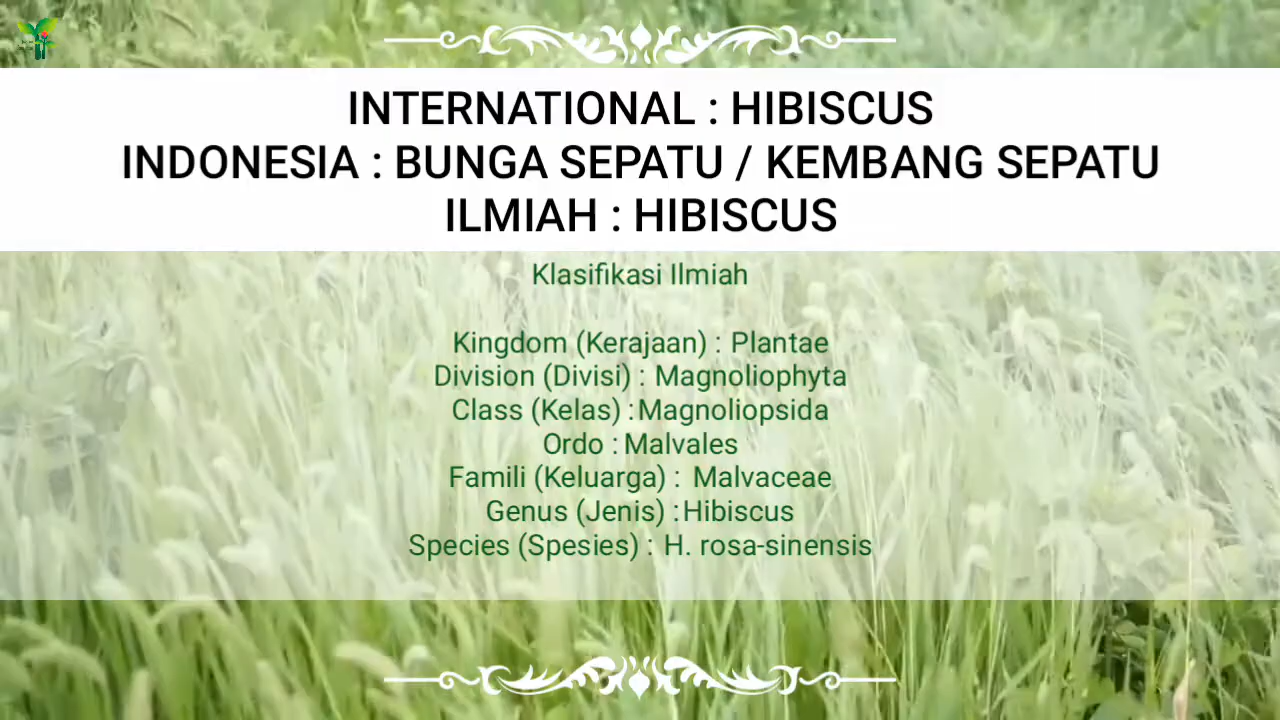 INTERNATIONAL : HIBISCUS
INDONESIA : BUNGA SEPATU / KEMBANG SEPATU
ILMIAH : HIBISCUS
Klasifikasi Ilmiah
Kingdom (Kerajaan) : Plantae
Division (Divisi) : Magnoliophyta
Class (Kelas) :Magnoliopsida
Ordo : Malvales
Famili (Keluarga) : Malvaceae
Genus (Jenis) :Hibiscus
Species (Spesies) : H. rosa-sinensis